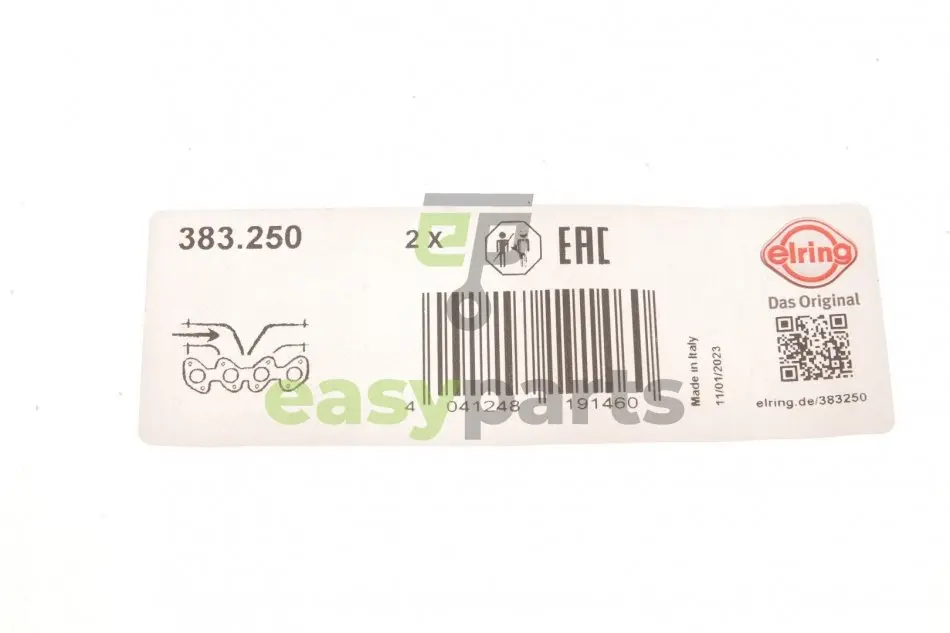 383.250
2 X
EAC
elring
Das Original
4 041248 191460
Made in Italy
11/01/2023
elring.de/383250
ep
easyparts